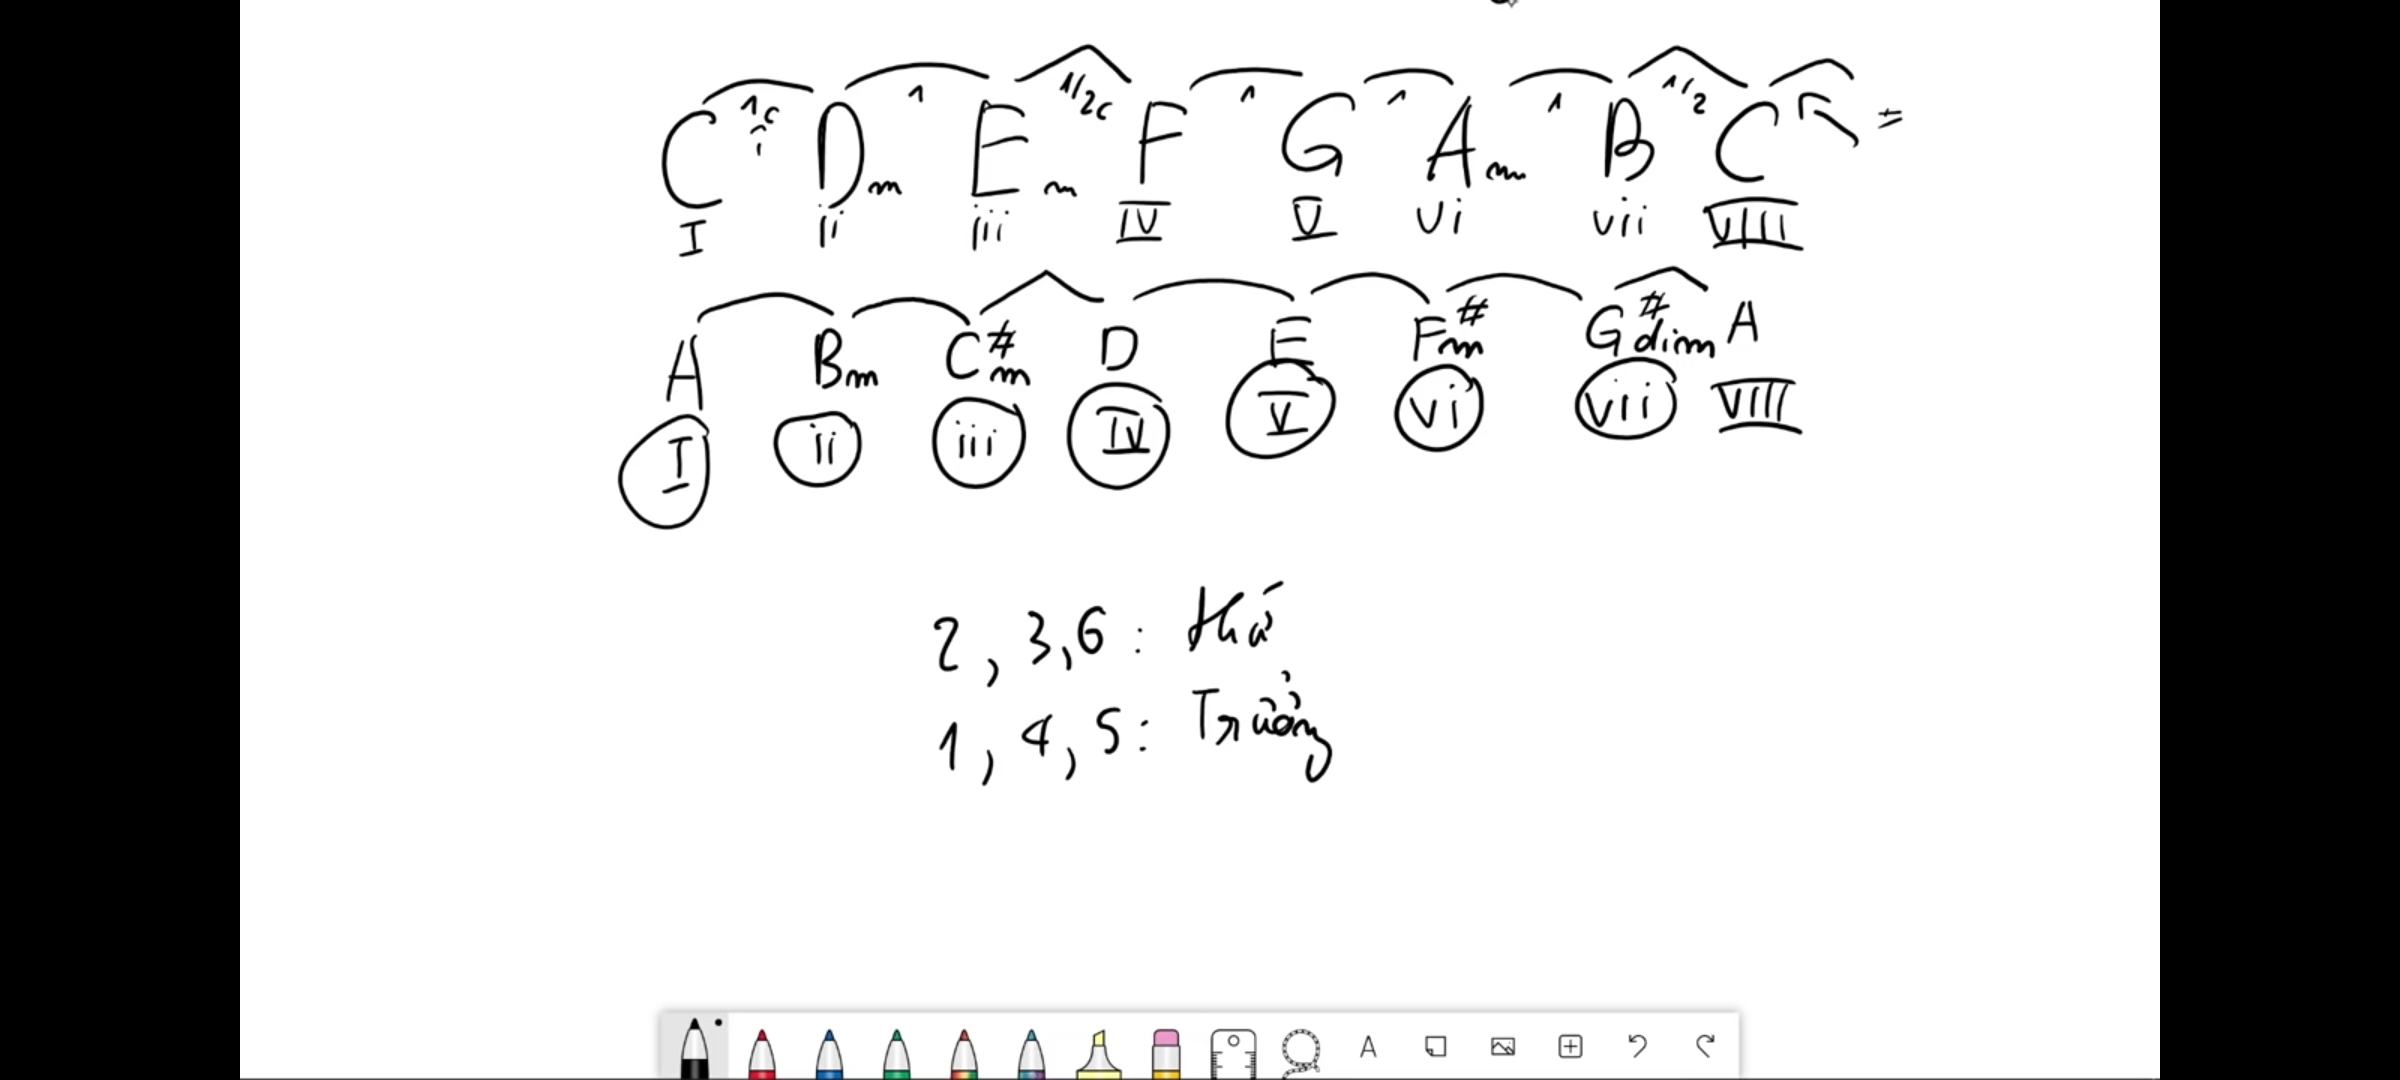 1c 1 1/2c 1 1 1 1/2
C Dm Em F G Am B C =
I ii iii IV V vi vii VIII
A Bm C#m D E F#m G#dim A
I ii iii IV V vi vii VIII
2, 3, 6 : thứ
1, 4, 5 : Trưởng
A